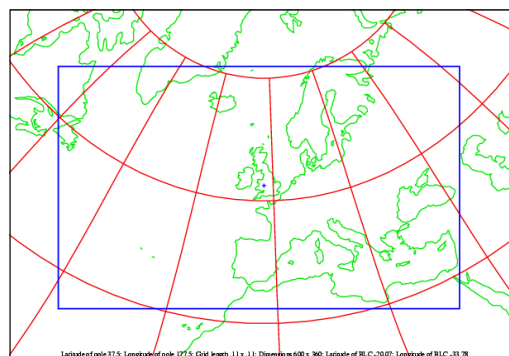 Latitude of pole 37.5; Longitude of pole 177.5; Grid length .11 x .11; Dimensions 600 x 360; Latitude of BLC -20.07; Longitude of BLC -33.78